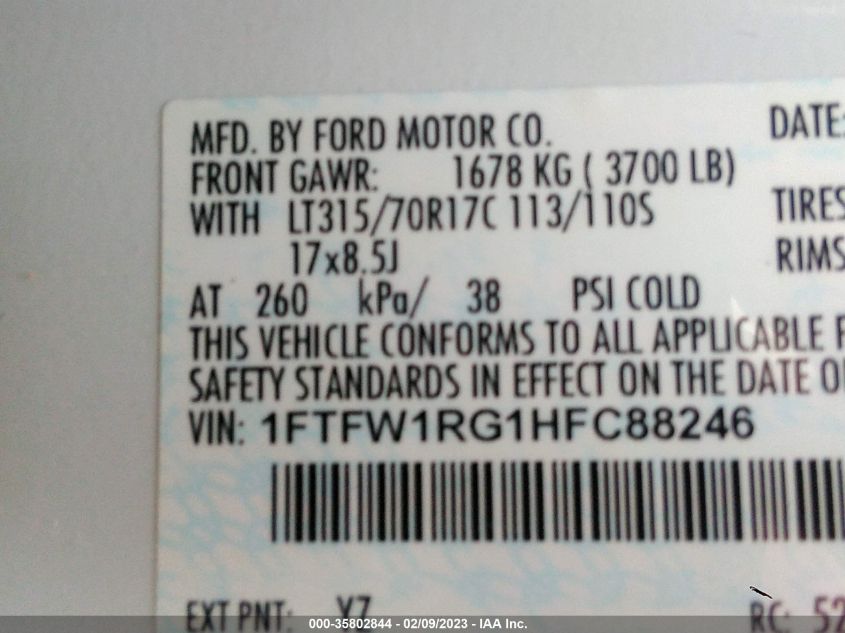 MFD. BY FORD MOTOR CO. DATE:
FRONT GAWR: 1678 KG ( 3700 LB)
WITH LT315/70R17C 113/110S TIRES
17x8.5J RIMS
AT 260 kPa/ 38 PSI COLD
THIS VEHICLE CONFORMS TO ALL APPLICABLE F
SAFETY STANDARDS IN EFFECT ON THE DATE O
VIN: 1FTFW1RG1HFC88246
EXT PNT: YZ RC: 52
000-35802844 - 02/09/2023 - IAA Inc.